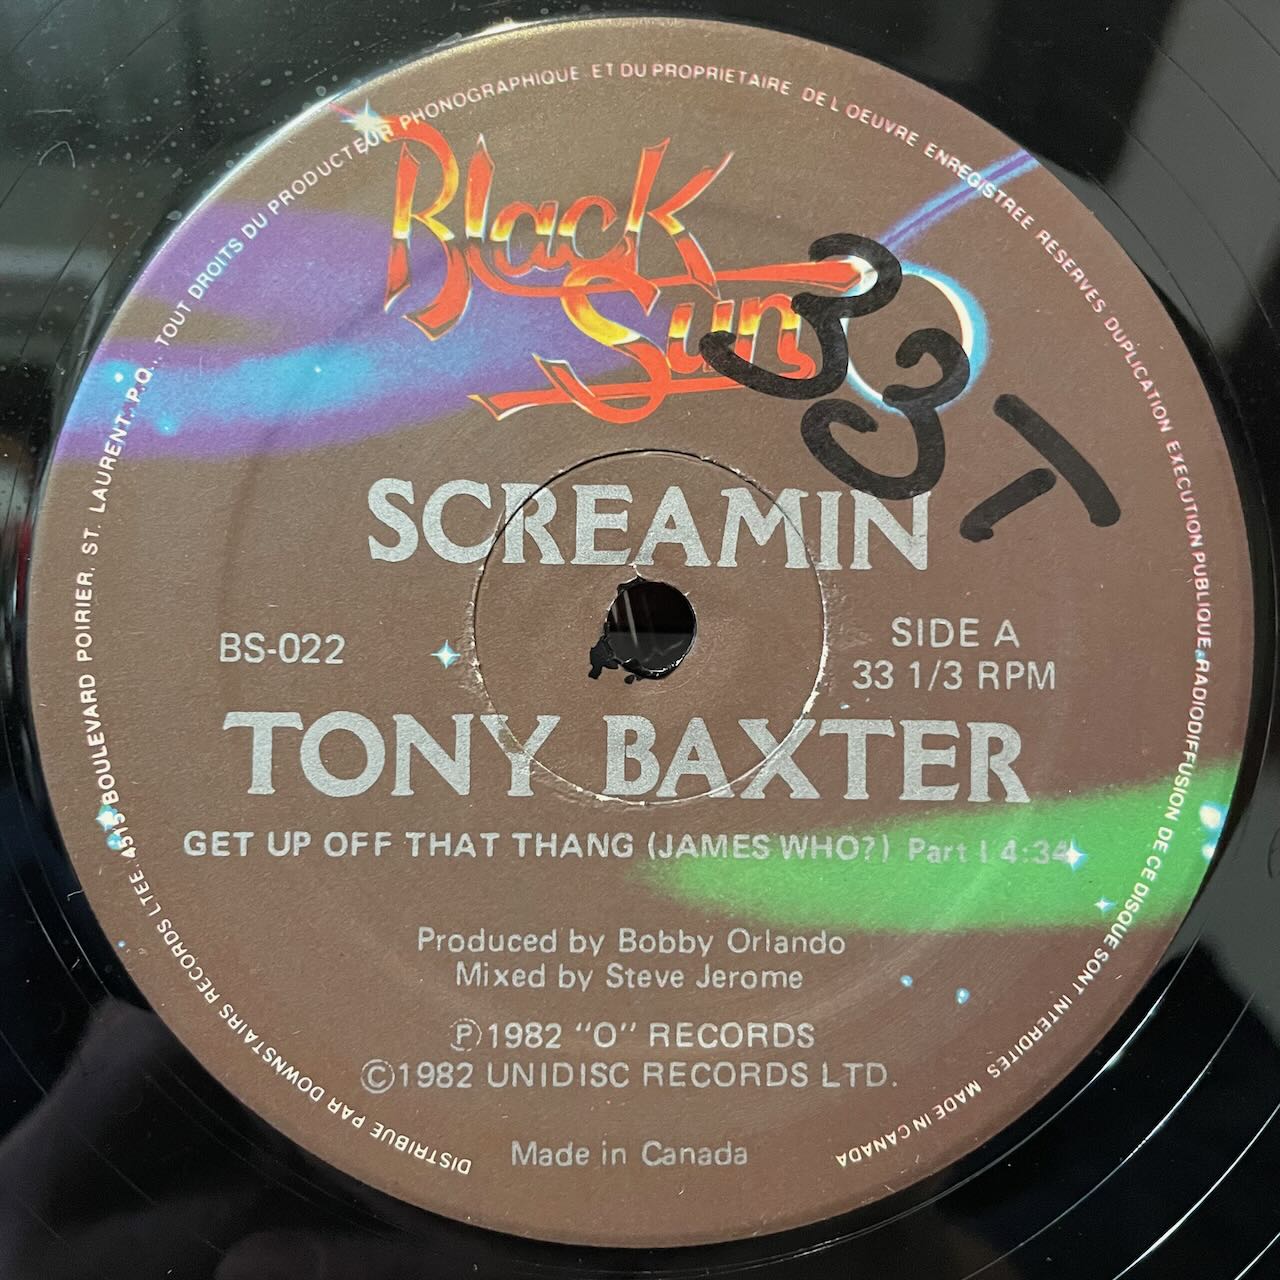 Black
Sun
33T
SCREAMIN
BS-022
SIDE A
33 1/3 RPM
TONY BAXTER
GET UP OFF THAT THANG (JAMES WHO?) Part I 4:34
Produced by Bobby Orlando
Mixed by Steve Jerome
Ⓟ1982 "O" RECORDS
©1982 UNIDISC RECORDS LTD.
Made in Canada
DISTRIBUE PAR DOWNSTAIRS RECORDS LTEE. 4515 BOULEVARD POIRIER, ST. LAURENT, P.Q., TOUT DROITS DU PRODUCTEUR PHONOGRAPHIQUE ET DU PROPRIETAIRE DE L OEUVRE ENREGISTREE RESERVES DUPLICATION EXECUTION PUBLIQUE RADIODIFFUSION DE CE DISQUE SONT INTERDITES MADE IN CANADA